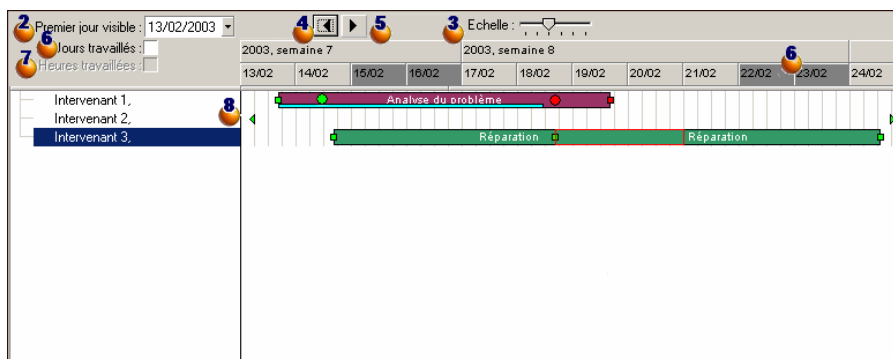 2 Premier jour visible : 13/02/2003 4 5 3 Echelle :
6 Jours travaillés :
7 Heures travaillées :
2003, semaine 7 2003, semaine 8 6
13/02 14/02 15/02 16/02 17/02 18/02 19/02 20/02 21/02 22/02 23/02 24/02
Intervenant 1, 8 Analyse du problème
Intervenant 2,
Intervenant 3, Réparation Réparation